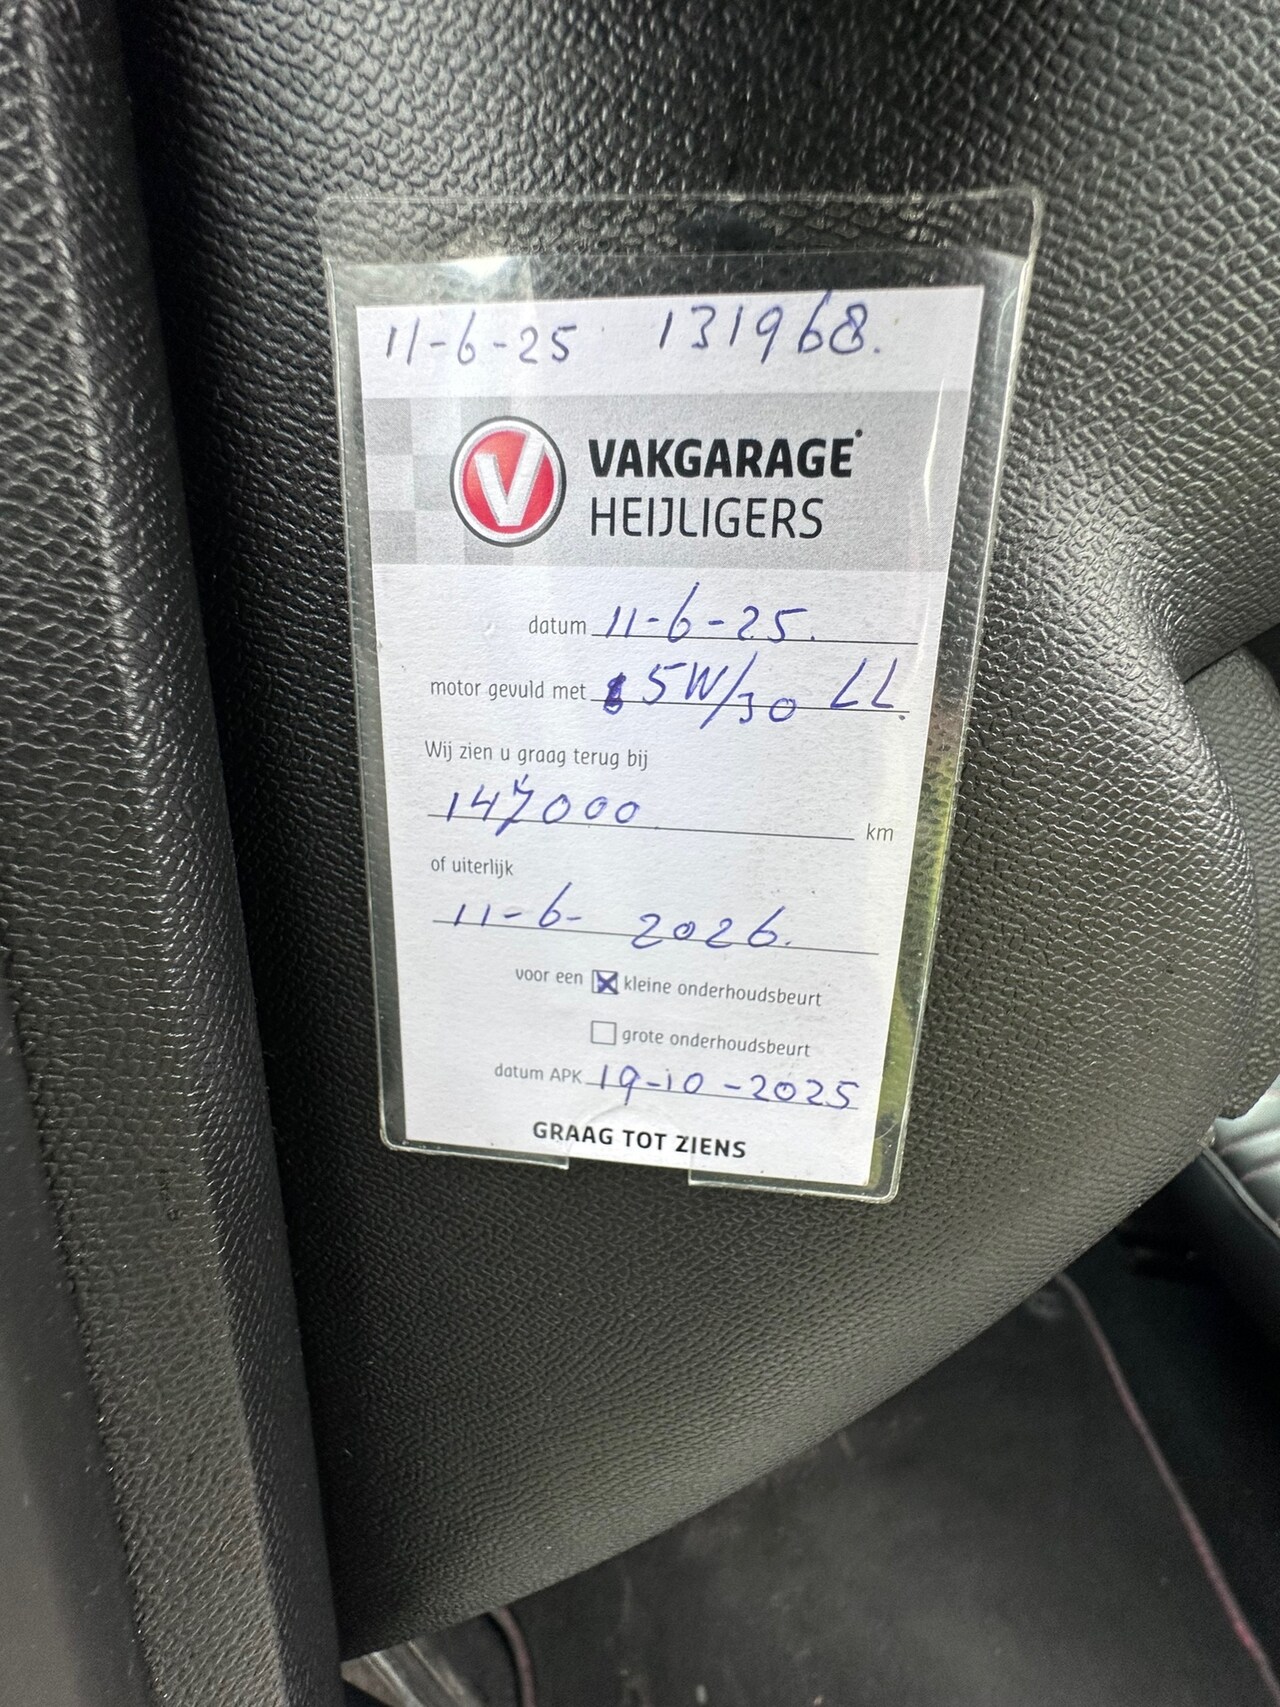 11-6-25 131968.
V VAKGARAGE
HEIJLIGERS
datum 11-6-25.
motor gevuld met 5W/30 LL.
Wij zien u graag terug bij
147000 km
of uiterlijk
11-6- 2026.
voor een kleine onderhoudsbeurt
grote onderhoudsbeurt
datum APK 19-10-2025
GRAAG TOT ZIENS